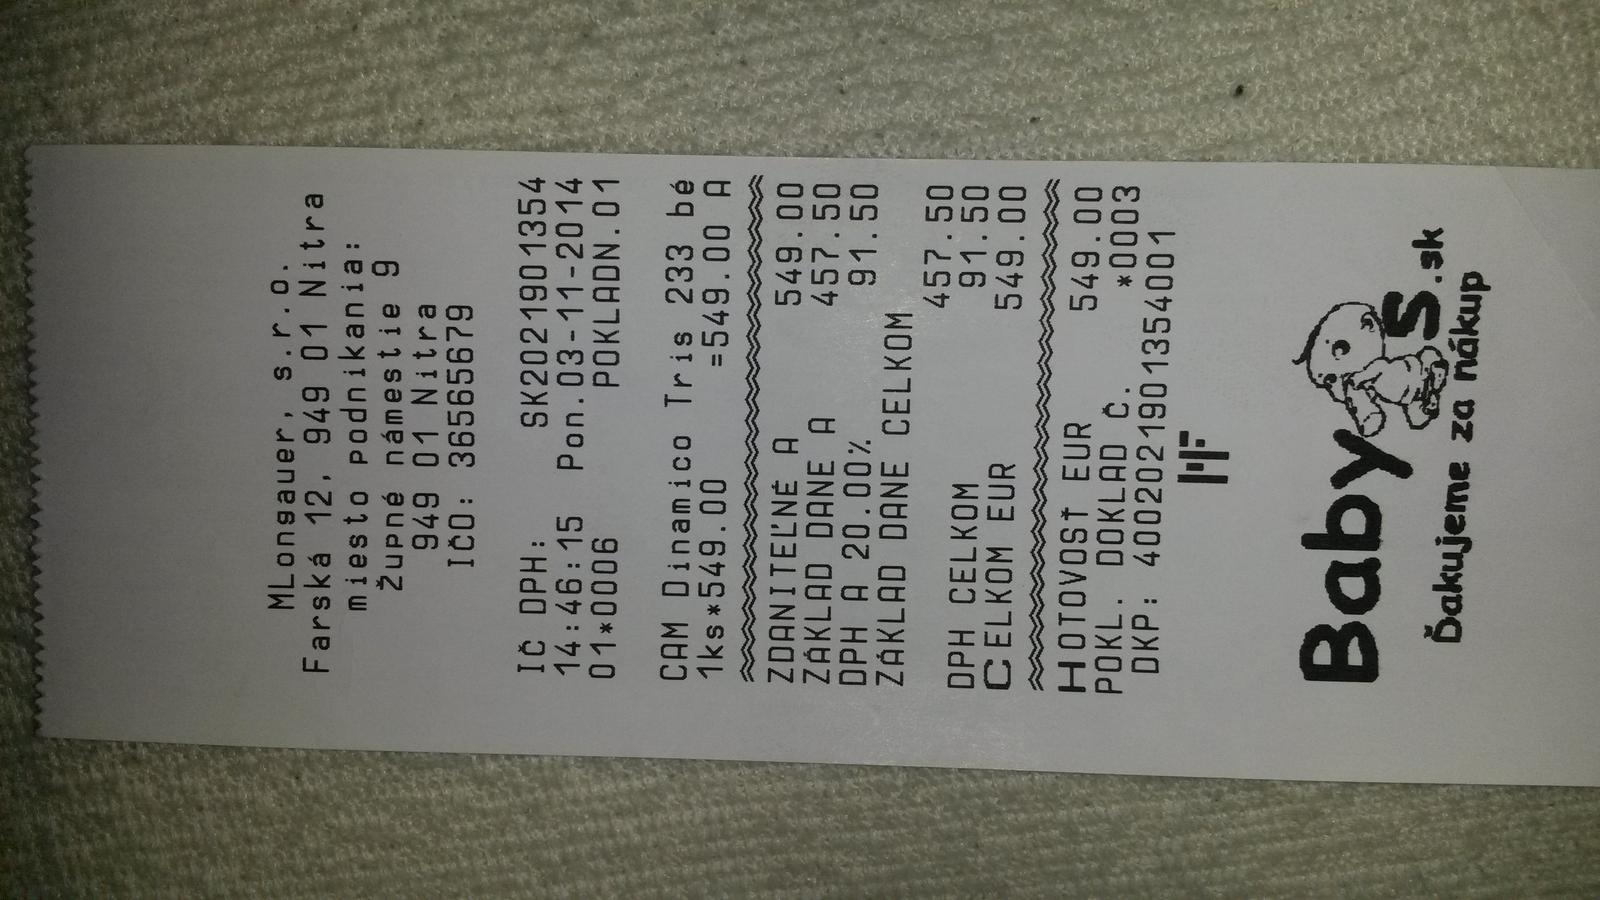 MLongauer, s.r.o.
Farská 12, 949 01 Nitra
miesto podnikania:
Župné námestie 9
949 01 Nitra
IČO: 36565679
IČ DPH: SK2021901354
14:46:15 Pon.03-11-2014
01*0006 POKLADN.01
CAM Dinamico Tris 233 bé
1ks*549.00 =549.00 A
ZDANITEĽNÉ A 549.00
ZÁKLAD DANE A 457.50
DPH A 20.00% 91.50
ZÁKLAD DANE CELKOM
457.50
DPH CELKOM 91.50
CELKOM EUR 549.00
HOTOVOSŤ EUR 549.00
POKL. DOKLAD Č. *0003
DKP: 4002021901354001
MF
Babys.sk
Ďakujeme za nákup